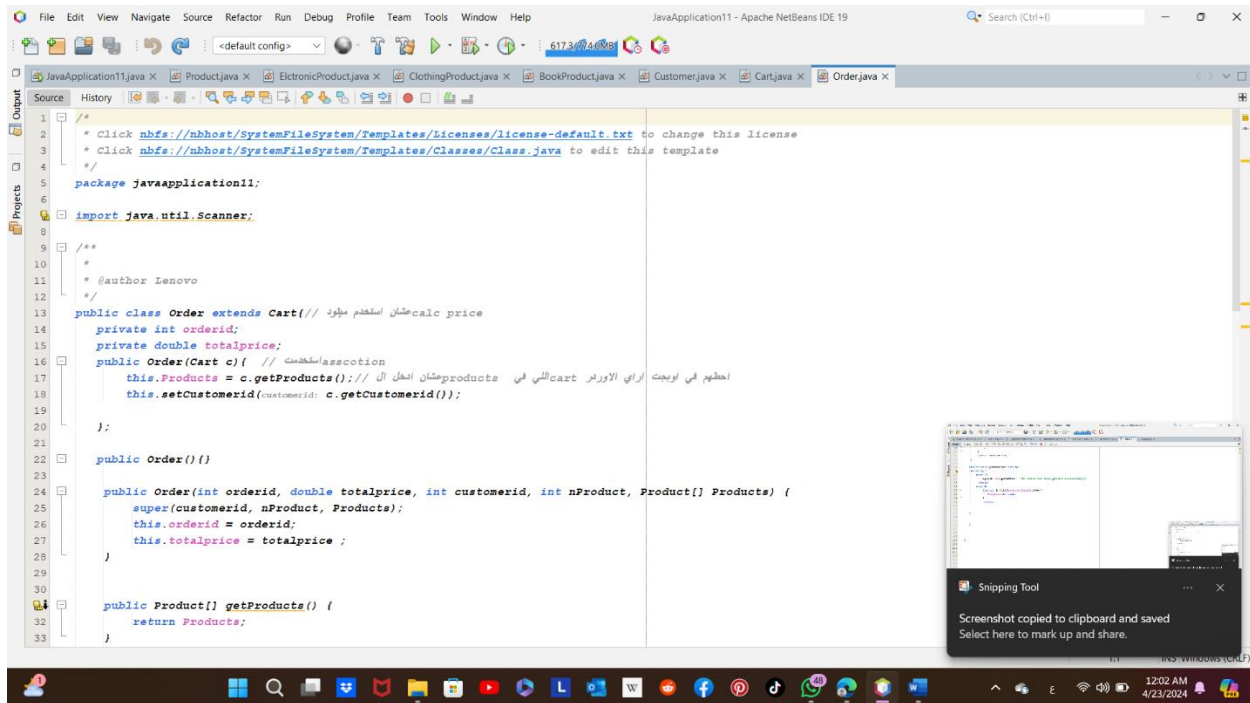 File Edit View Navigate Source Refactor Run Debug Profile Team Tools Window Help JavaApplication11 - Apache NetBeans IDE 19 Search (Ctrl+I)
<default config>
JavaApplication11.java Product.java ElctronicProduct.java ClothingProduct.java BookProduct.java Customer.java Cart.java Order.java
Output
Projects
Source History
1 /*
2 * Click nbfs://nbhost/SystemFileSystem/Templates/Licenses/license-default.txt to change this license
3 * Click nbfs://nbhost/SystemFileSystem/Templates/Classes/Class.java to edit this template
4 */
5 package javaapplication11;
6
import java.util.Scanner;
8
9 /**
10 *
11 * @author Lenovo
12 */
13 public class Order extends Cart{ // عشان استخدم ميثود calc price
14 private int orderid;
15 private double totalprice;
16 public Order(Cart c){ // استخدمت asscotion
17 this.Products = c.getProducts(); // عشان ادخل ال products اللي في cart احطهم في اوبجت اراي الاوردر
18 this.setCustomerid(customerid: c.getCustomerid());
19
20 };
21
22 public Order(){}
23
24 public Order(int orderid, double totalprice, int customerid, int nProduct, Product[] Products) {
25 super(customerid, nProduct, Products);
26 this.orderid = orderid;
27 this.totalprice = totalprice ;
28 }
29
30
public Product[] getProducts() {
32 return Products;
33 }
Snipping Tool
Screenshot copied to clipboard and saved
Select here to mark up and share.
1:1 INS Windows (CRLF)
48
12:02 AM
4/23/2024